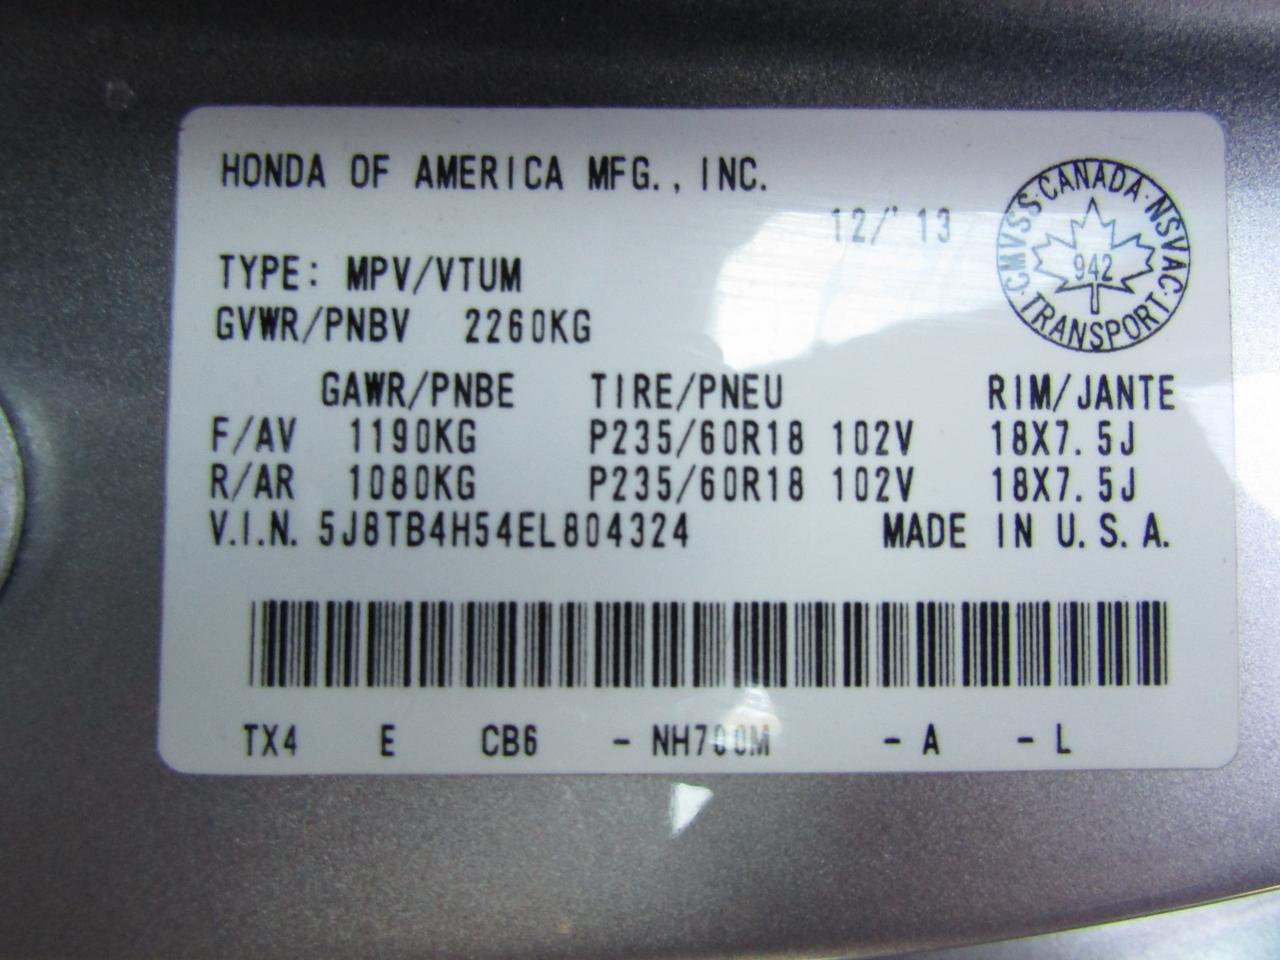 HONDA OF AMERICA MFG., INC.
12/'13
CMVSS·CANADA·NSVAC·TRANSPORT·
942
TYPE: MPV/VTUM
GVWR/PNBV 2260KG
GAWR/PNBE TIRE/PNEU RIM/JANTE
F/AV 1190KG P235/60R18 102V 18X7.5J
R/AR 1080KG P235/60R18 102V 18X7.5J
V.I.N. 5J8TB4H54EL804324 MADE IN U.S.A.
TX4 E CB6 - NH700M - A - L